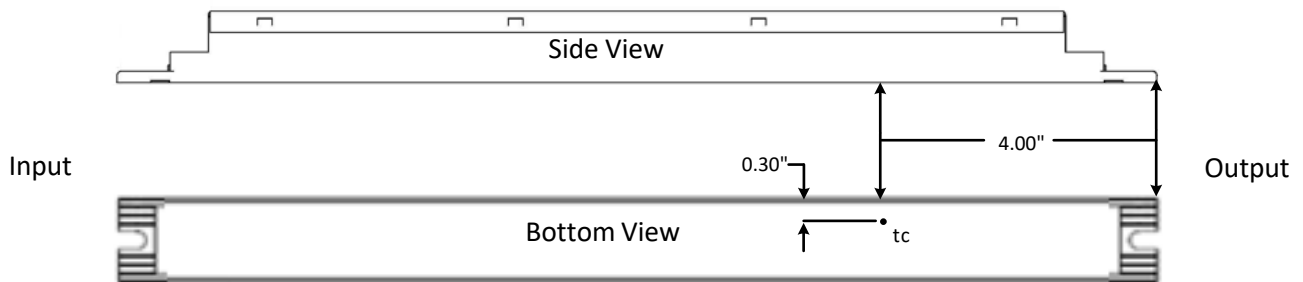 Side View
4.00"
0.30"
Input
Output
Bottom View
tc